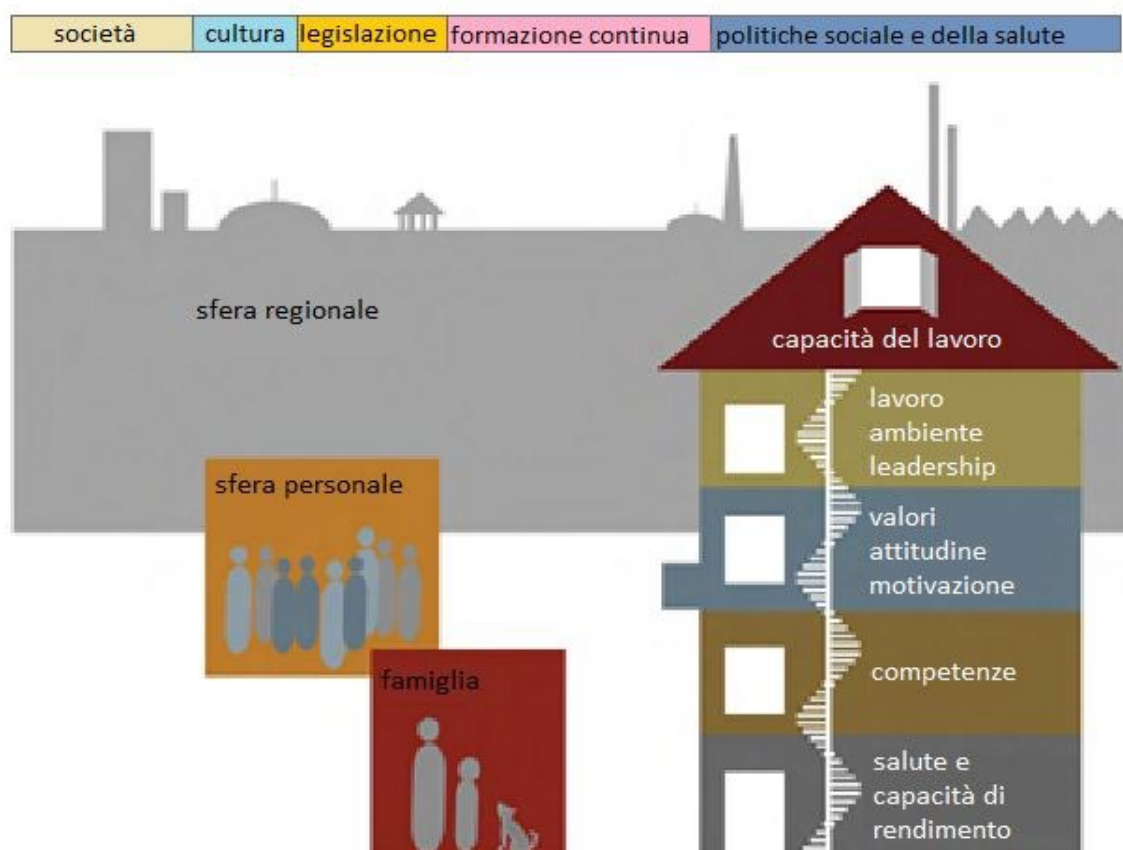 società cultura legislazione formazione continua politiche sociale e della salute
sfera regionale
capacità del lavoro
lavoro
ambiente
leadership
sfera personale
valori
attitudine
motivazione
famiglia
competenze
salute e
capacità di
rendimento